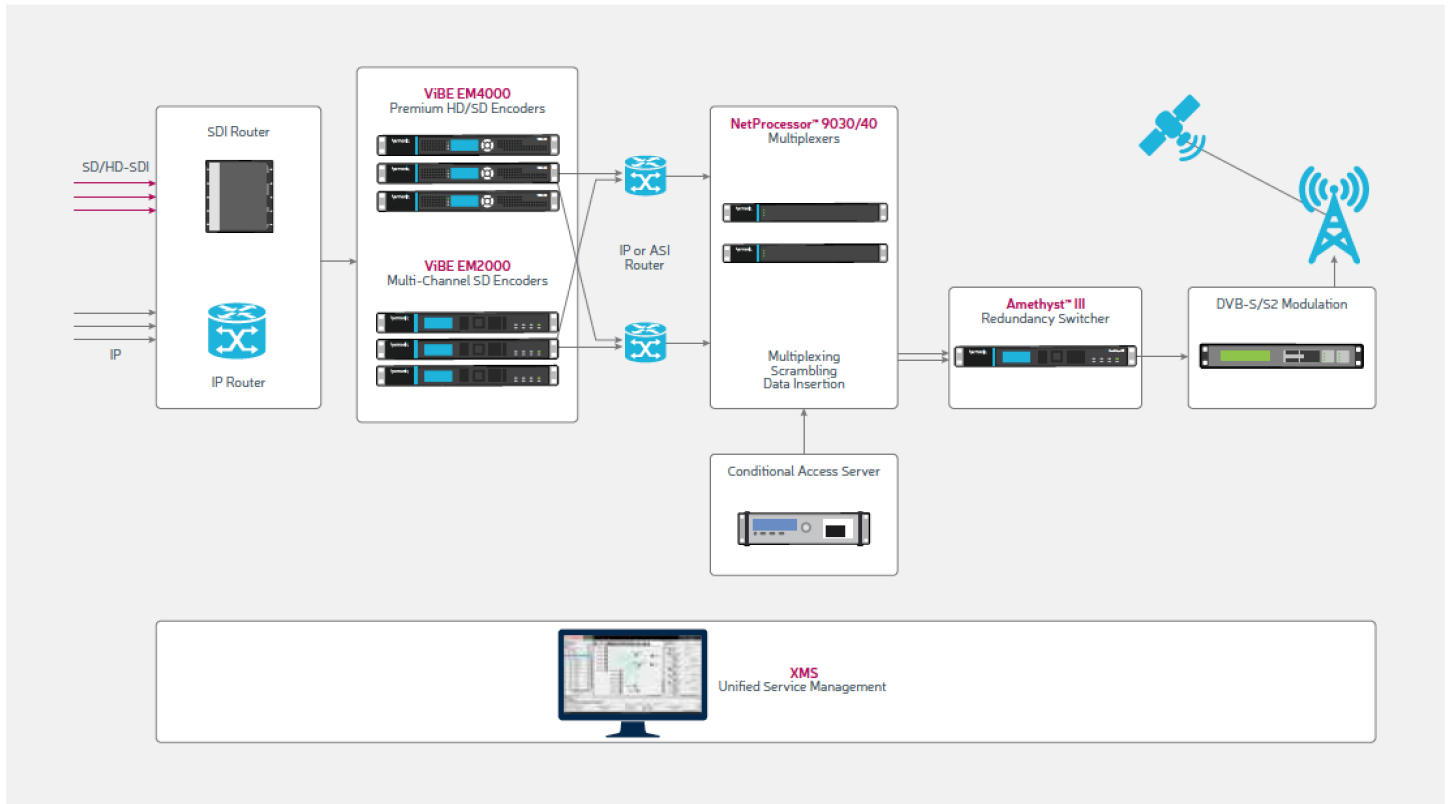 SDI Router
SD/HD-SDI
IP
IP Router
ViBE EM4000
Premium HD/SD Encoders
ViBE EM2000
Multi-Channel SD Encoders
IP or ASI
Router
NetProcessor™ 9030/40
Multiplexers
Multiplexing
Scrambling
Data Insertion
Conditional Access Server
Amethyst™ III
Redundancy Switcher
DVB-S/S2 Modulation
XMS
Unified Service Management